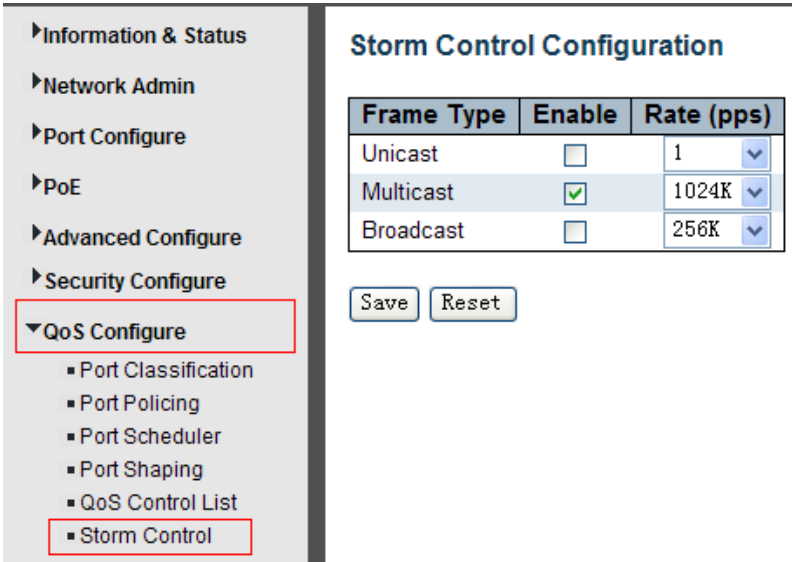 Information & Status
Network Admin
Port Configure
PoE
Advanced Configure
Security Configure
QoS Configure
Port Classification
Port Policing
Port Scheduler
Port Shaping
QoS Control List
Storm Control
Storm Control Configuration
Frame Type Enable Rate (pps)
Unicast 1
Multicast 1024K
Broadcast 256K
Save Reset